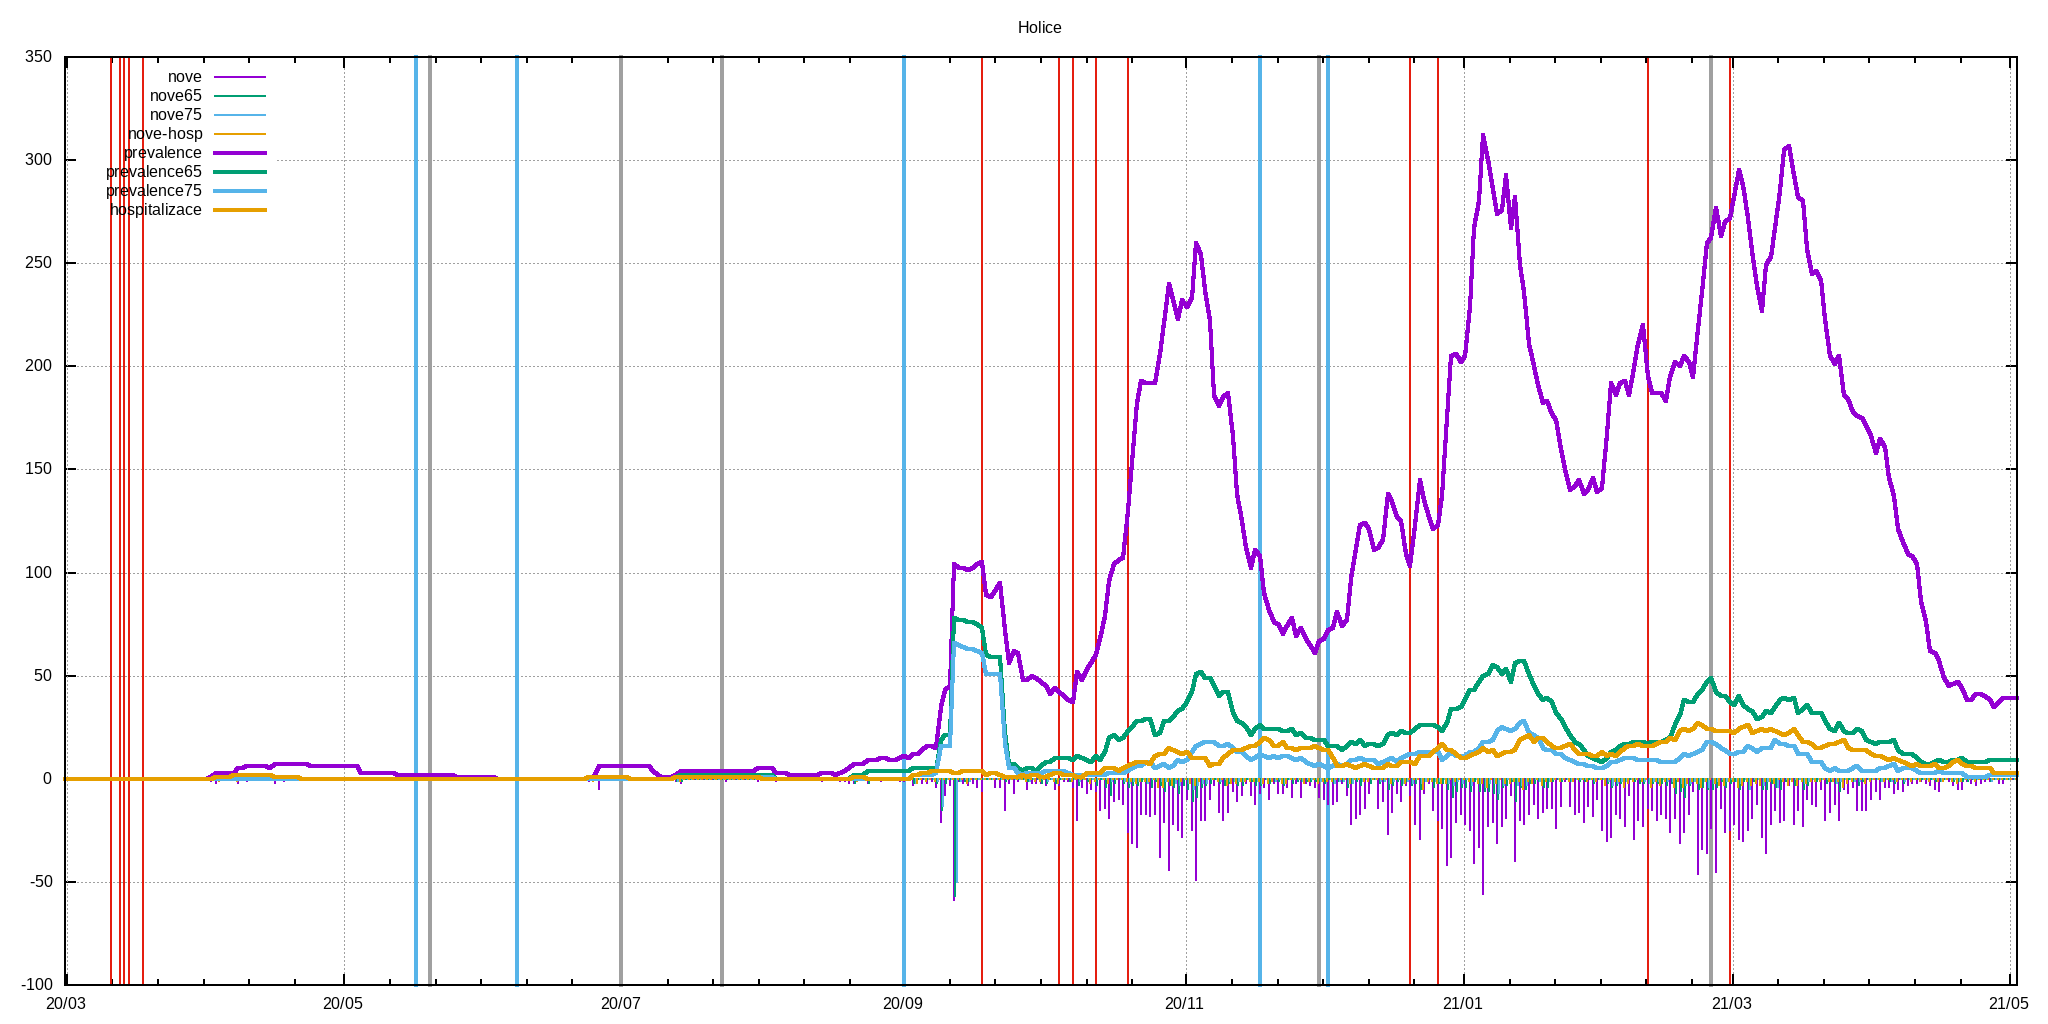 Holice
350
300
250
200
150
100
50
0
-50
-100
nove
nove65
nove75
nove-hosp
prevalence
prevalence65
prevalence75
hospitalizace
20/03 20/05 20/07 20/09 20/11 21/01 21/03 21/05